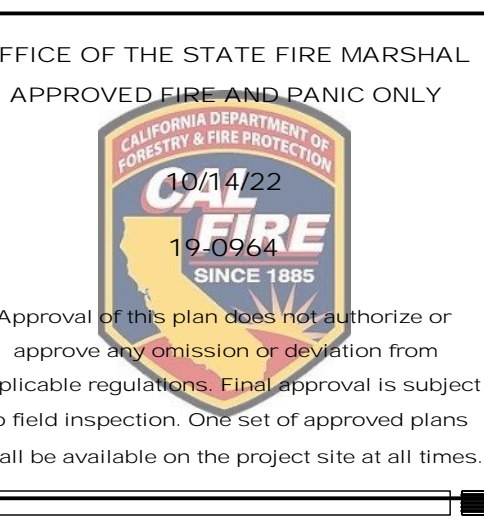 FFICE OF THE STATE FIRE MARSHAL
APPROVED FIRE AND PANIC ONLY
CALIFORNIA DEPARTMENT OF
FORESTRY & FIRE PROTECTION
CAL
10/14/22
FIRE
19-0964
SINCE 1885
Approval of this plan does not authorize or
approve any omission or deviation from
plicable regulations. Final approval is subject
o field inspection. One set of approved plans
all be available on the project site at all times.